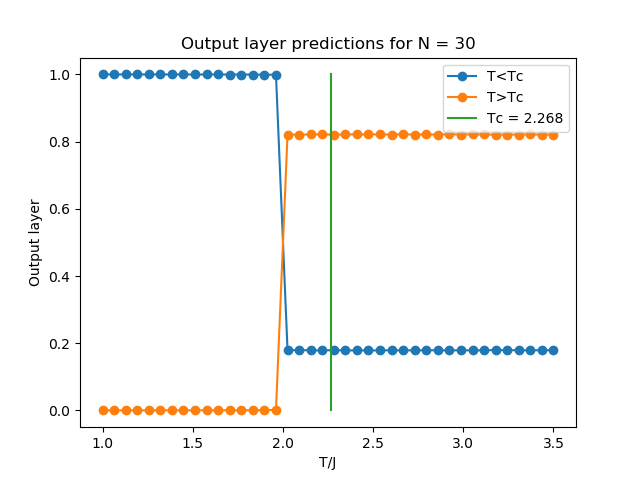 Output layer predictions for N = 30
T<Tc
T>Tc
Tc = 2.268
Output layer
1.0
0.8
0.6
0.4
0.2
0.0
1.0 1.5 2.0 2.5 3.0 3.5
T/J